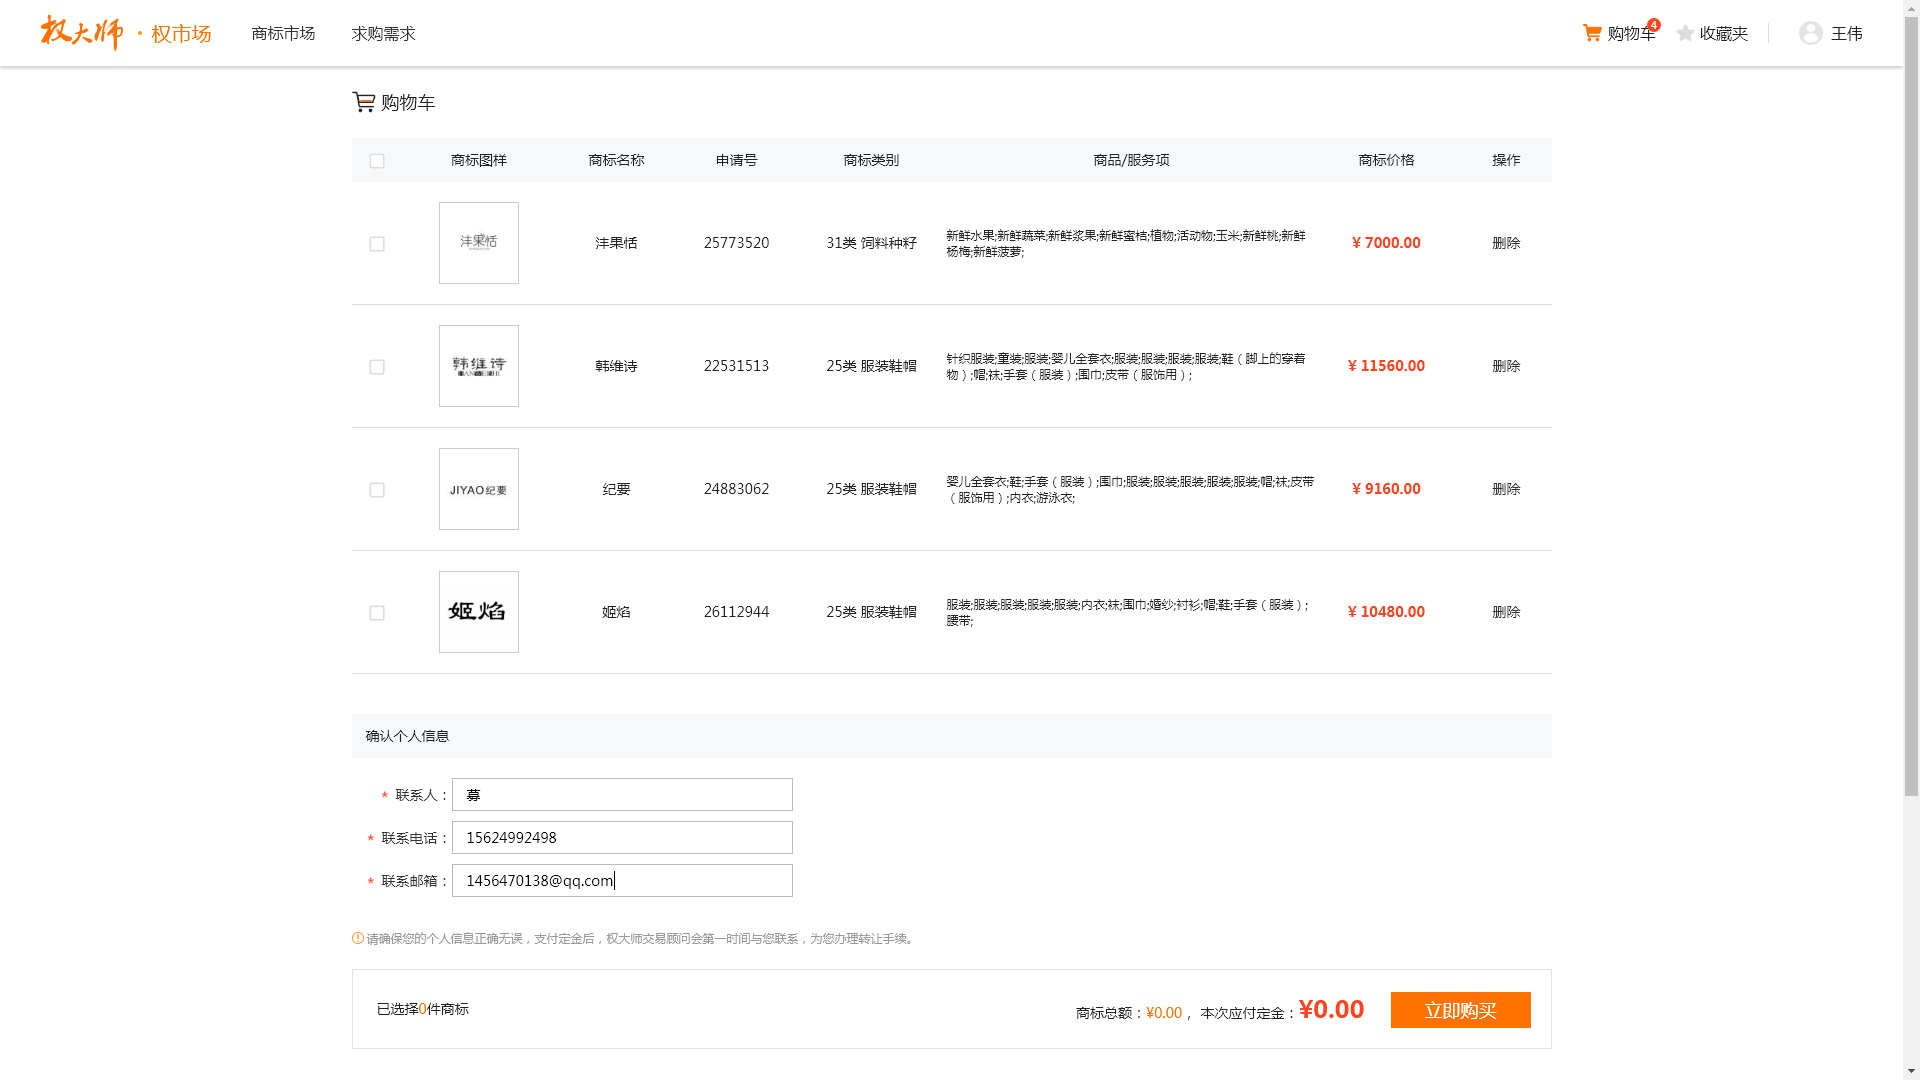 权大师 · 权市场 商标市场 求购需求 购物车 4 收藏夹 王伟
购物车
商标图样 商标名称 申请号 商标类别 商品/服务项 商标价格 操作
沣果恬 沣果恬 25773520 31类 饲料种籽 新鲜水果;新鲜蔬菜;新鲜浆果;新鲜蜜桔;植物;活动物;玉米;新鲜桃;新鲜 ¥ 7000.00 删除
杨梅;新鲜菠萝;
韩维诗 韩维诗 22531513 25类 服装鞋帽 针织服装;童装;服装;婴儿全套衣;服装;服装;服装;服装;鞋（脚上的穿着 ¥ 11560.00 删除
物）;帽;袜;手套（服装）;围巾;皮带（服饰用）;
JIYAO纪要 纪要 24883062 25类 服装鞋帽 婴儿全套衣;鞋;手套（服装）;围巾;服装;服装;服装;服装;服装;帽;袜;皮带 ¥ 9160.00 删除
（服饰用）;内衣;游泳衣;
姬焰 姬焰 26112944 25类 服装鞋帽 服装;服装;服装;服装;服装;内衣;袜;围巾;婚纱;衬衫;帽;鞋;手套（服装）; ¥ 10480.00 删除
腰带;
确认个人信息
* 联系人： 募
* 联系电话： 15624992498
* 联系邮箱： 1456470138@qq.com
请确保您的个人信息正确无误，支付定金后，权大师交易顾问会第一时间与您联系，为您办理转让手续。
已选择0件商标 商标总额：¥0.00 ，本次应付定金：¥0.00 立即购买